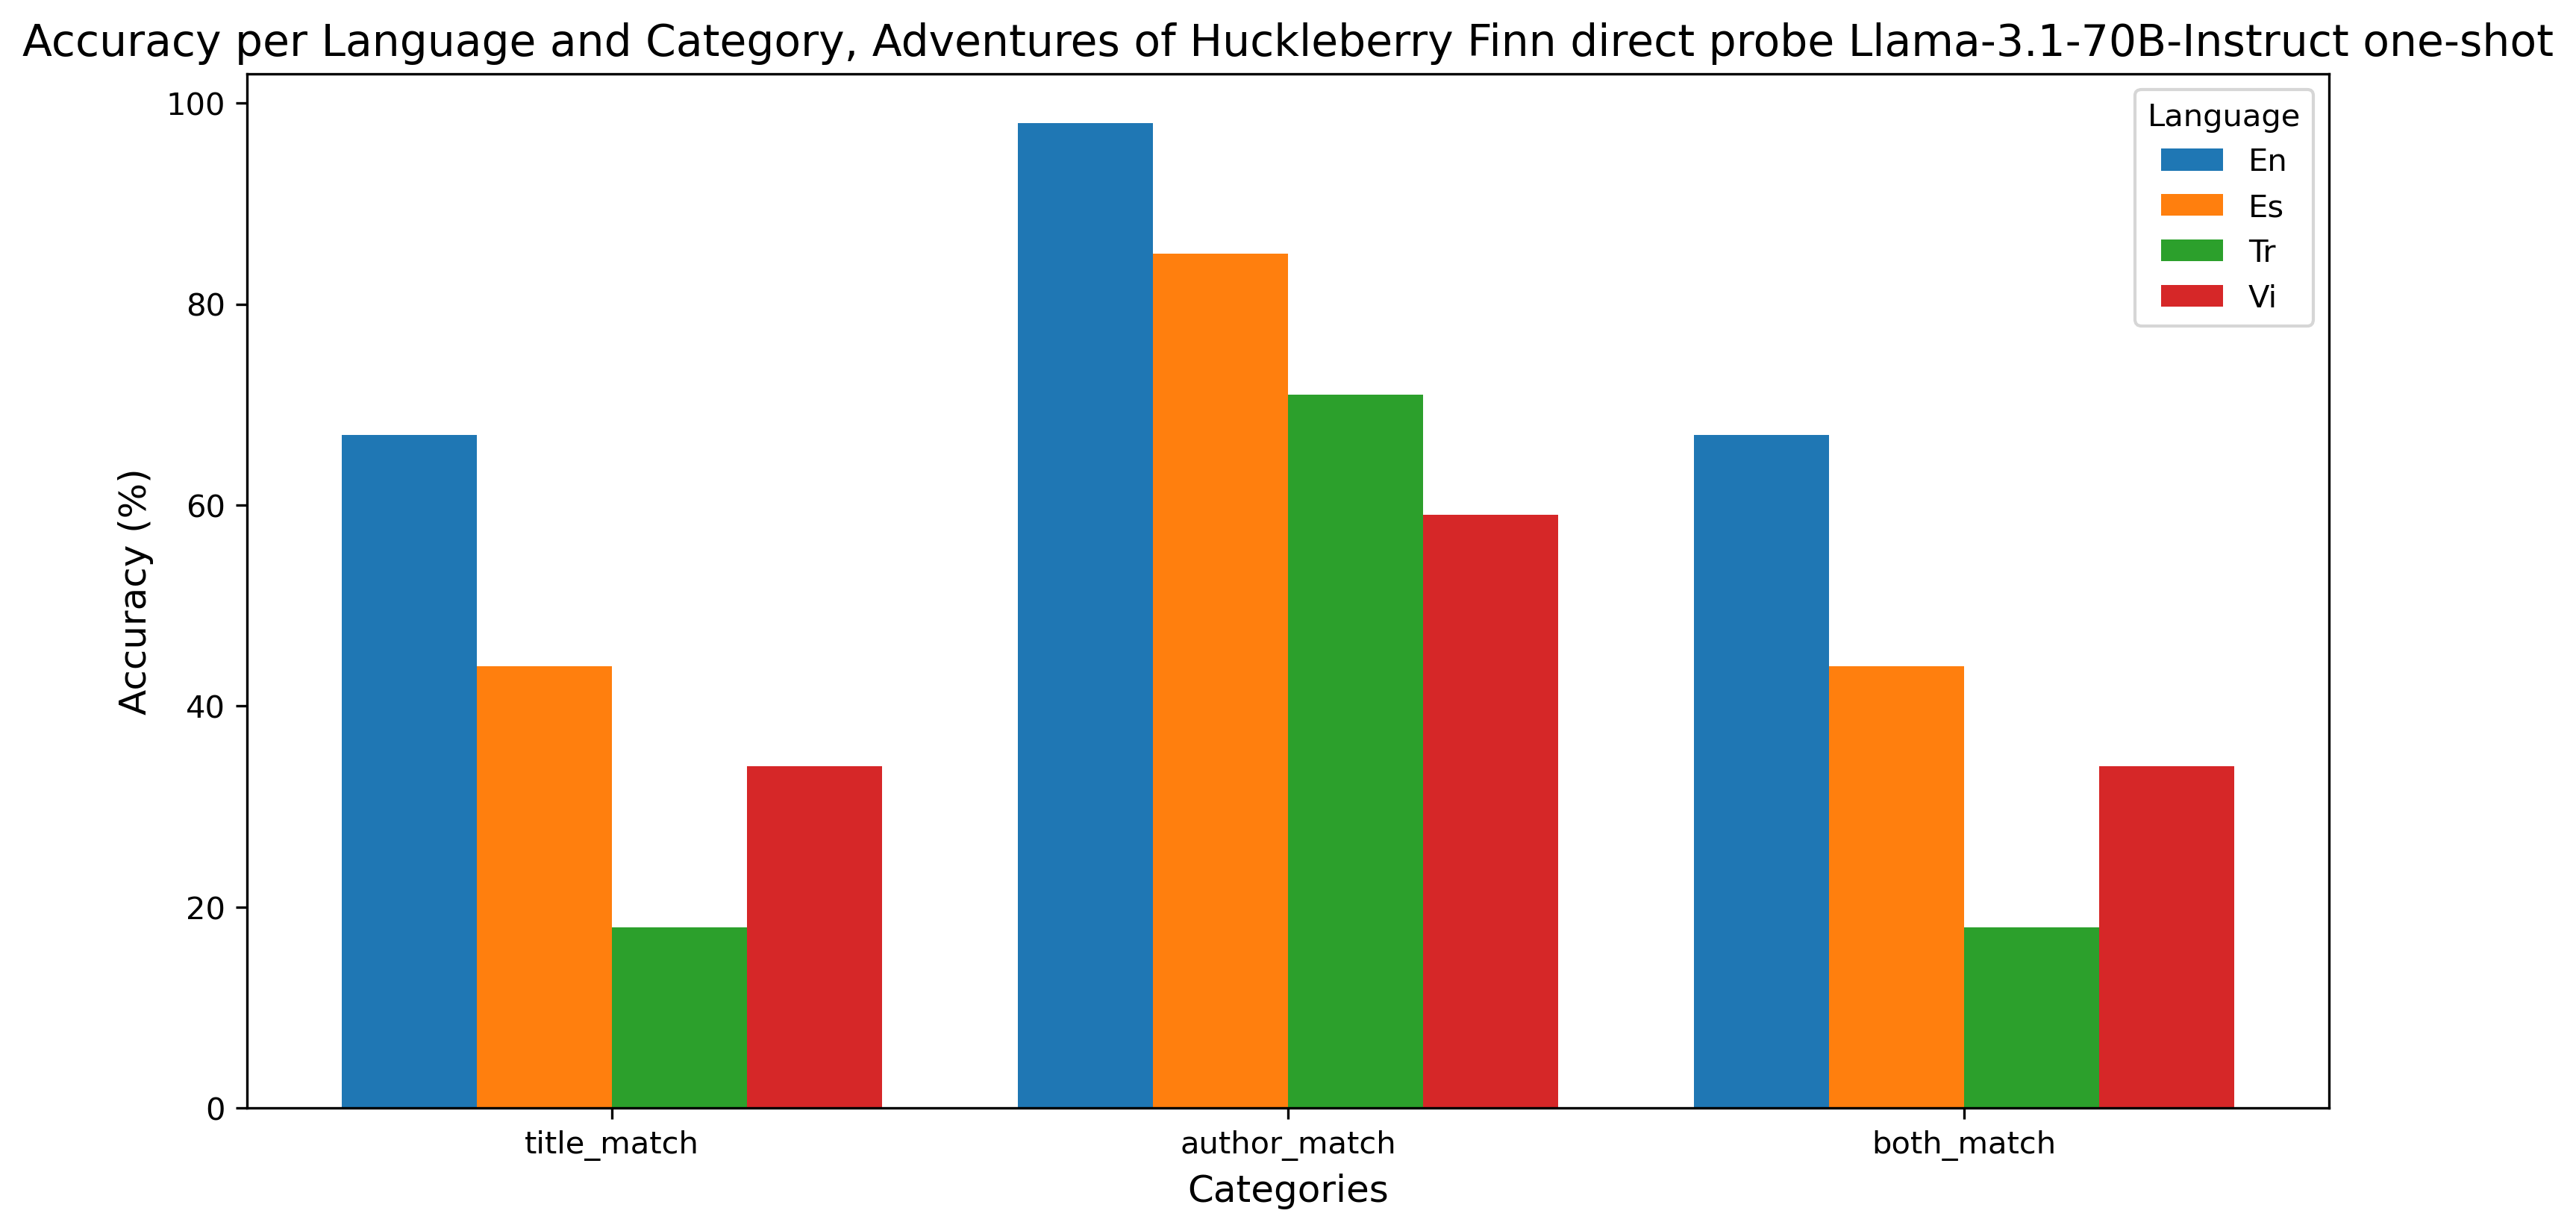 Accuracy per Language and Category, Adventures of Huckleberry Finn direct probe Llama-3.1-70B-Instruct one-shot
Accuracy (%)
100
80
60
40
20
0
Language
En
Es
Tr
Vi
title_match
author_match
both_match
Categories